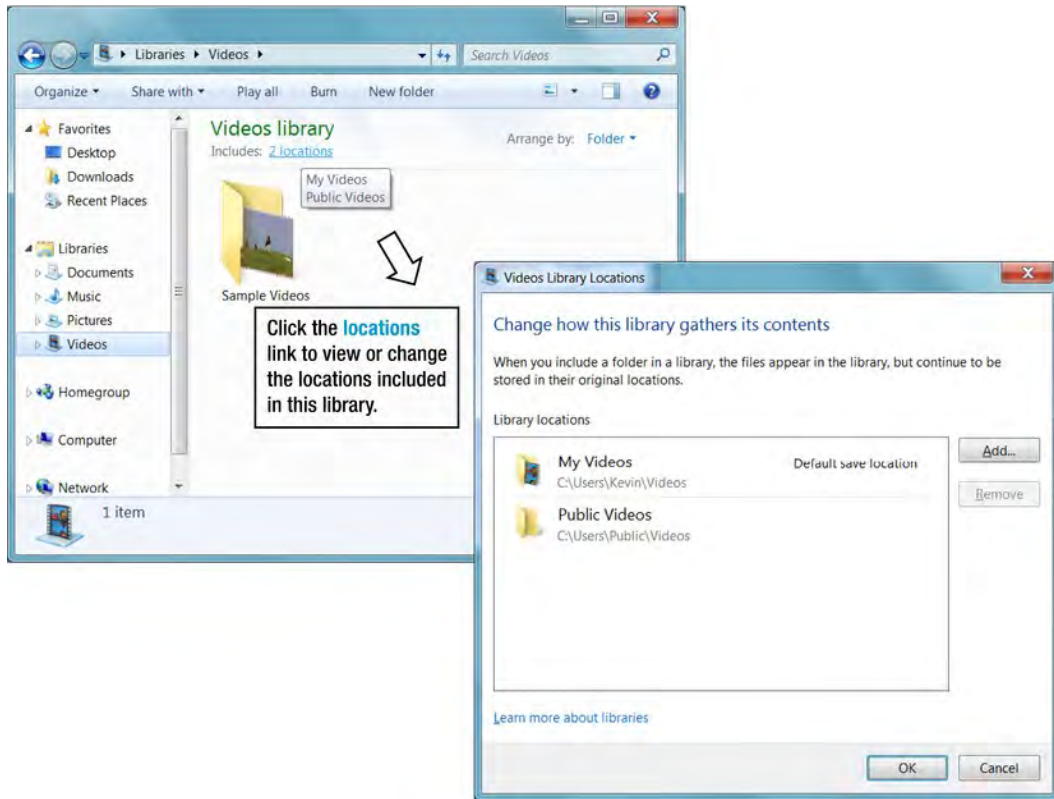 Libraries Videos
Search Videos
Organize Share with Play all Burn New folder
Favorites
Desktop
Downloads
Recent Places
Libraries
Documents
Music
Pictures
Videos
Homegroup
Computer
Network
Videos library
Includes: 2 locations
Arrange by: Folder
My Videos
Public Videos
Sample Videos
1 item
Click the locations
link to view or change
the locations included
in this library.
Videos Library Locations
Change how this library gathers its contents
When you include a folder in a library, the files appear in the library, but continue to be
stored in their original locations.
Library locations
My Videos Default save location
C:\Users\Kevin\Videos
Public Videos
C:\Users\Public\Videos
Add...
Remove
Learn more about libraries
OK Cancel